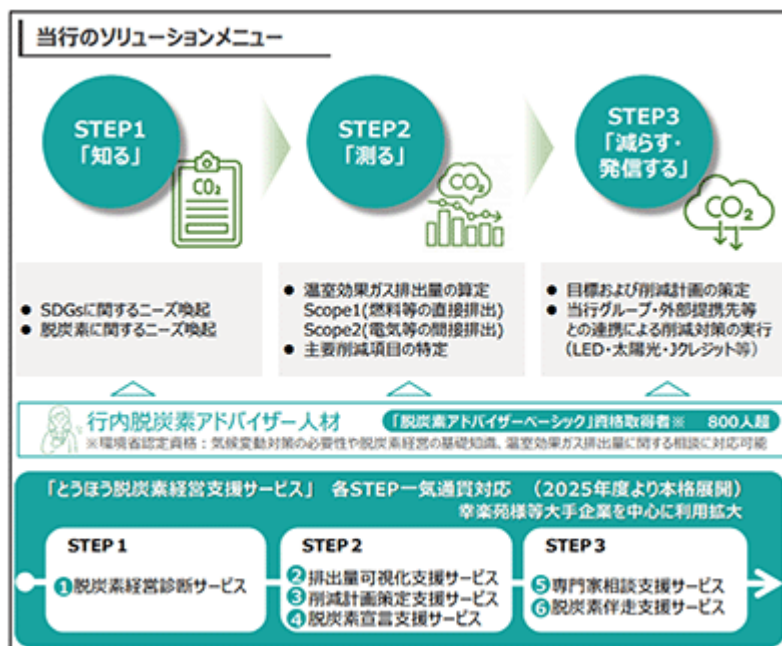 当行のソリューションメニュー
STEP1
「知る」
CO₂
STEP2
「測る」
CO₂
STEP3
「減らす・
発信する」
CO₂
● SDGsに関するニーズ喚起
● 脱炭素に関するニーズ喚起
● 温室効果ガス排出量の算定
Scope1(燃料等の直接排出)
Scope2(電気等の間接排出)
● 主要削減項目の特定
● 目標および削減計画の策定
● 当行グループ・外部提携先等
との連携による削減対策の実行
（LED・太陽光・Jクレジット等）
行内脱炭素アドバイザー人材
「脱炭素アドバイザーベーシック」資格取得者※ 800人超
※環境省認定資格：気候変動対策の必要性や脱炭素経営の基礎知識、温室効果ガス排出量に関する相談に対応可能
「とうほう脱炭素経営支援サービス」 各STEP一気通貫対応 （2025年度より本格展開）
幸楽苑様等大手企業を中心に利用拡大
STEP 1
❶脱炭素経営診断サービス
STEP 2
❷排出量可視化支援サービス
❸削減計画策定支援サービス
❹脱炭素宣言支援サービス
STEP 3
❺専門家相談支援サービス
❻脱炭素伴走支援サービス